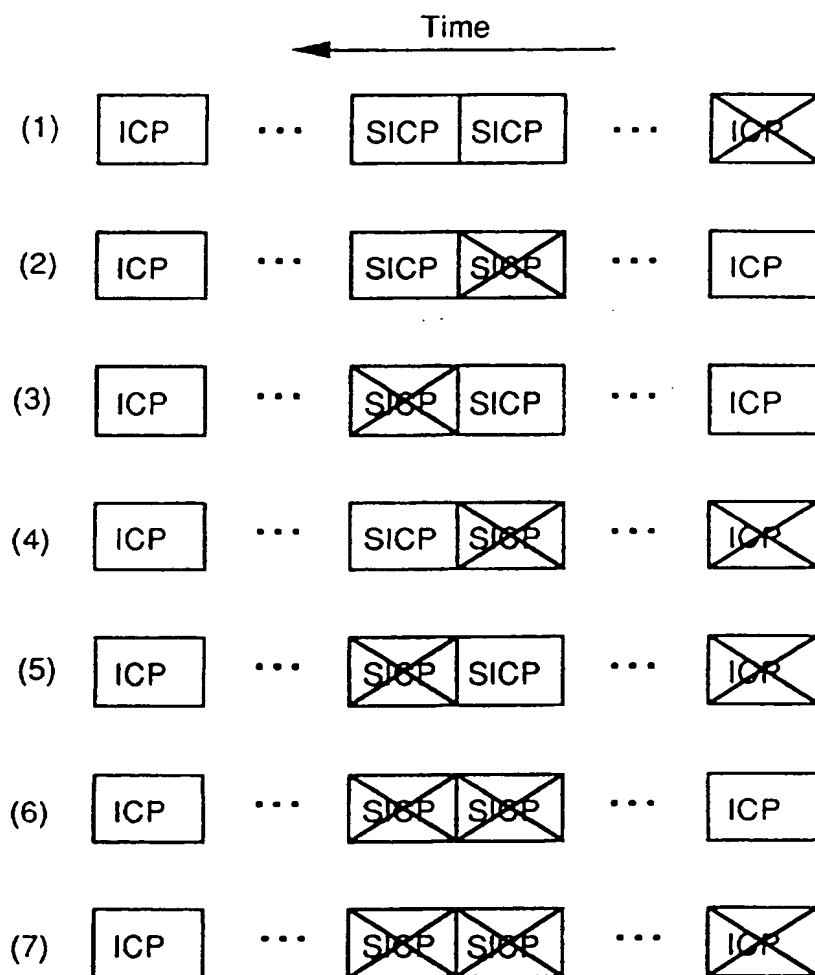 Time
(1) ICP ... SICP SICP ... ICP
(2) ICP ... SICP SICP ... ICP
(3) ICP ... SICP SICP ... ICP
(4) ICP ... SICP SICP ... ICP
(5) ICP ... SICP SICP ... ICP
(6) ICP ... SICP SICP ... ICP
(7) ICP ... SICP SICP ... ICP